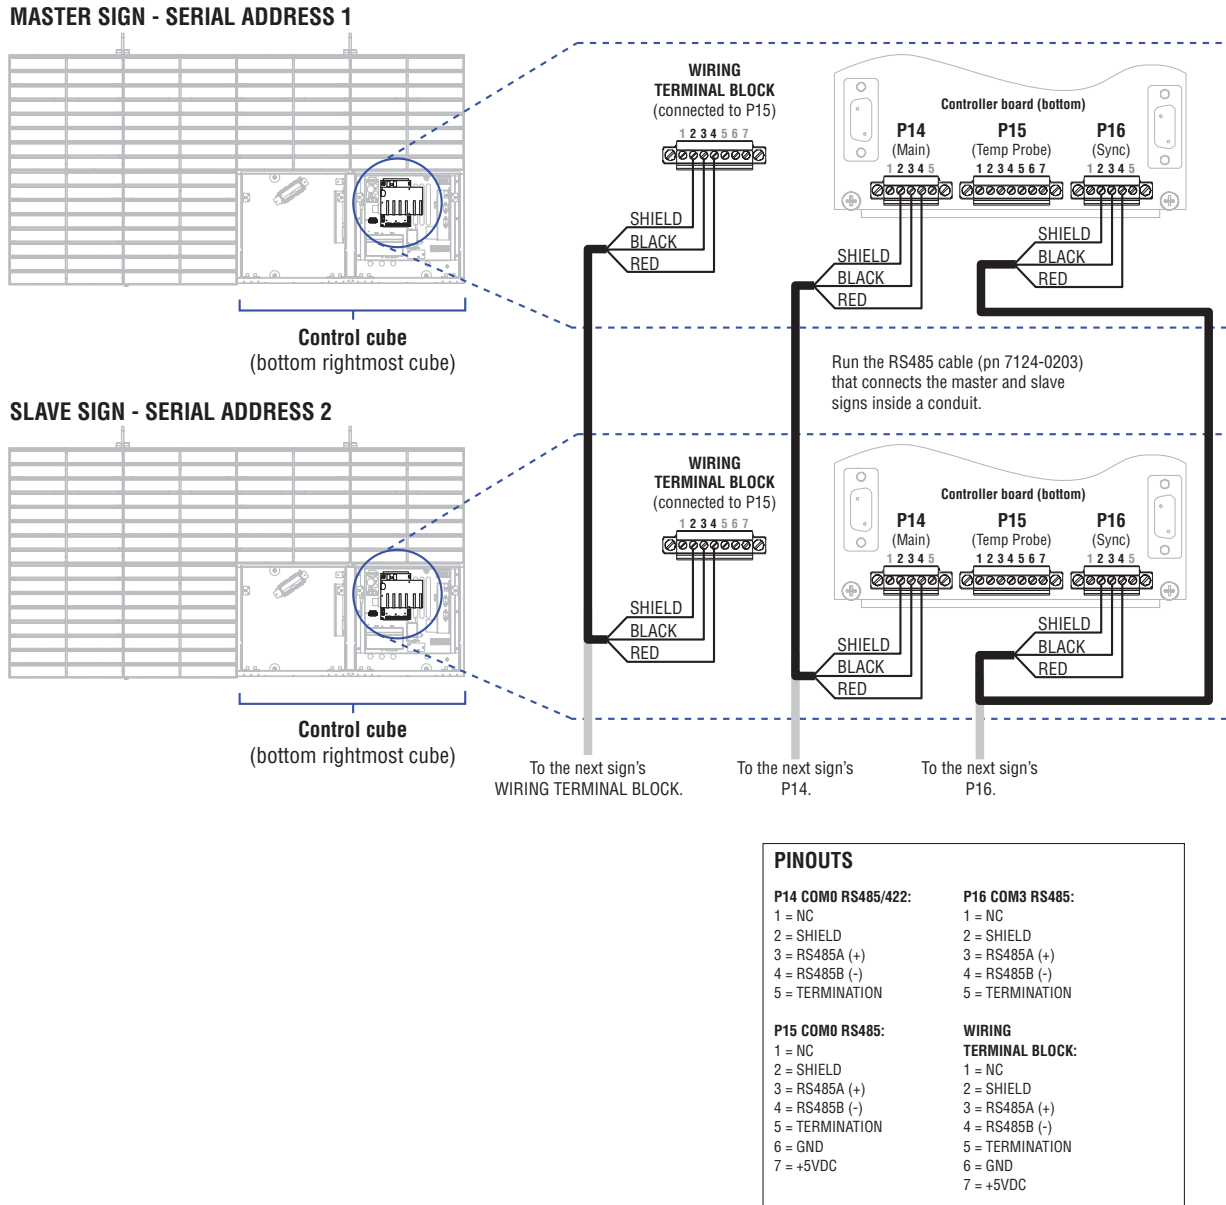 MASTER SIGN - SERIAL ADDRESS 1
WIRING
TERMINAL BLOCK
(connected to P15)
1 2 3 4 5 6 7
SHIELD
BLACK
RED
Controller board (bottom)
P14
(Main)
1 2 3 4 5
P15
(Temp Probe)
1 2 3 4 5 6 7
P16
(Sync)
1 2 3 4 5
SHIELD
BLACK
RED
SHIELD
BLACK
RED
Control cube
(bottom rightmost cube)
Run the RS485 cable (pn 7124-0203)
that connects the master and slave
signs inside a conduit.
SLAVE SIGN - SERIAL ADDRESS 2
WIRING
TERMINAL BLOCK
(connected to P15)
1 2 3 4 5 6 7
SHIELD
BLACK
RED
Controller board (bottom)
P14
(Main)
1 2 3 4 5
P15
(Temp Probe)
1 2 3 4 5 6 7
P16
(Sync)
1 2 3 4 5
SHIELD
BLACK
RED
SHIELD
BLACK
RED
Control cube
(bottom rightmost cube)
To the next sign's
WIRING TERMINAL BLOCK.
To the next sign's
P14.
To the next sign's
P16.
PINOUTS
P14 COM0 RS485/422:
1 = NC
2 = SHIELD
3 = RS485A (+)
4 = RS485B (-)
5 = TERMINATION
P16 COM3 RS485:
1 = NC
2 = SHIELD
3 = RS485A (+)
4 = RS485B (-)
5 = TERMINATION
P15 COM0 RS485:
1 = NC
2 = SHIELD
3 = RS485A (+)
4 = RS485B (-)
5 = TERMINATION
6 = GND
7 = +5VDC
WIRING
TERMINAL BLOCK:
1 = NC
2 = SHIELD
3 = RS485A (+)
4 = RS485B (-)
5 = TERMINATION
6 = GND
7 = +5VDC